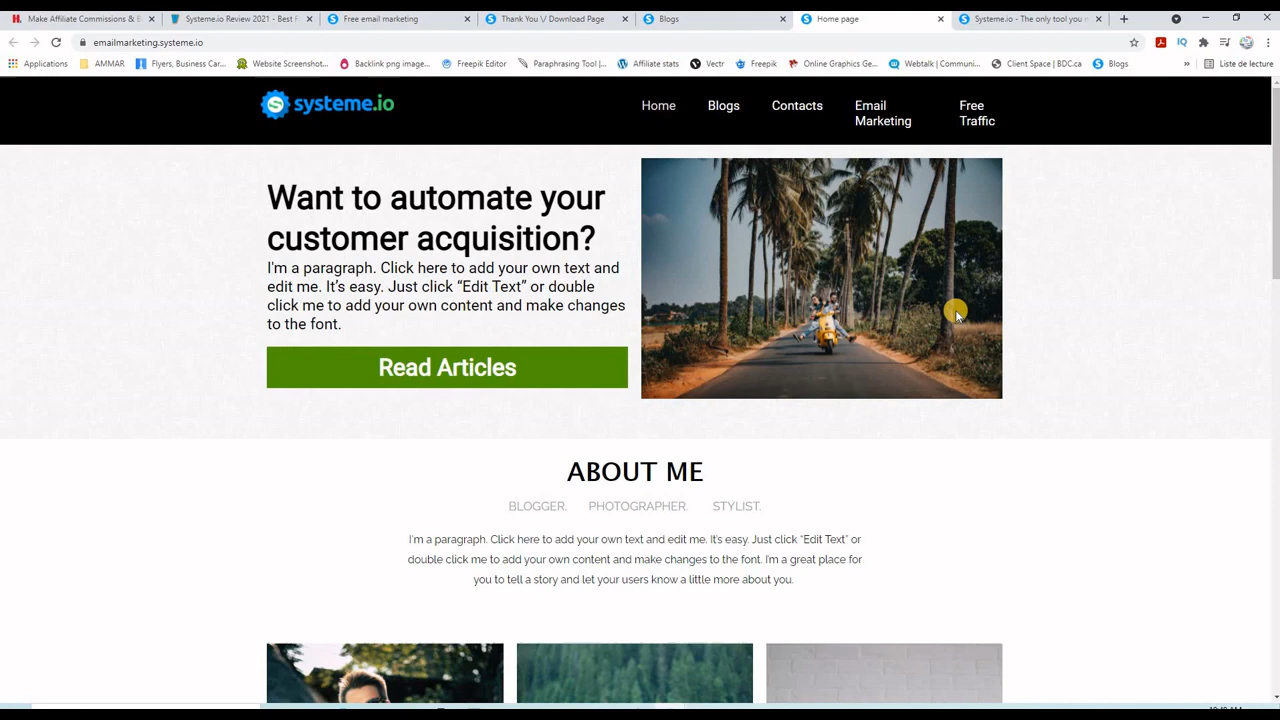 Make Affiliate Commissions & B
Systeme.io Review 2021 - Best F
Free email marketing
Thank You \/ Download Page
Blogs
Home page
Systeme.io - The only tool you n
emailmarketing.systeme.io
Applications
AMMAR
Flyers, Business Car...
Website Screenshot...
Backlink png image...
Freepik Editor
Paraphrasing Tool |...
Affiliate stats
Vectr
Freepik
Online Graphics Ge...
Webtalk | Communi...
Client Space | BDC.ca
Blogs
»
Liste de lecture
systeme.io
Home
Blogs
Contacts
Email
Marketing
Free
Traffic
Want to automate your
customer acquisition?
I'm a paragraph. Click here to add your own text and
edit me. It’s easy. Just click “Edit Text” or double
click me to add your own content and make changes
to the font.
Read Articles
ABOUT ME
BLOGGER. PHOTOGRAPHER. STYLIST.
I'm a paragraph. Click here to add your own text and edit me. It’s easy. Just click “Edit Text” or
double click me to add your own content and make changes to the font. I’m a great place for
you to tell a story and let your users know a little more about you.